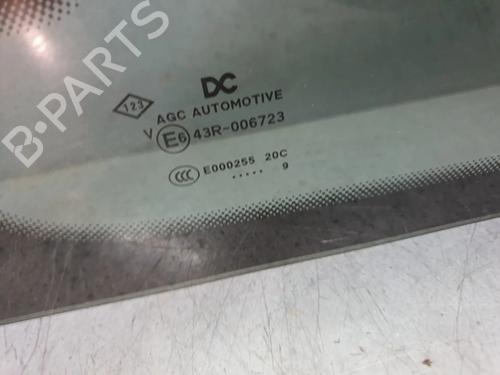 B-PARTS
DC
123
AGC AUTOMOTIVE
V E6 43R-006723
CCC E000255 20C
..... 9